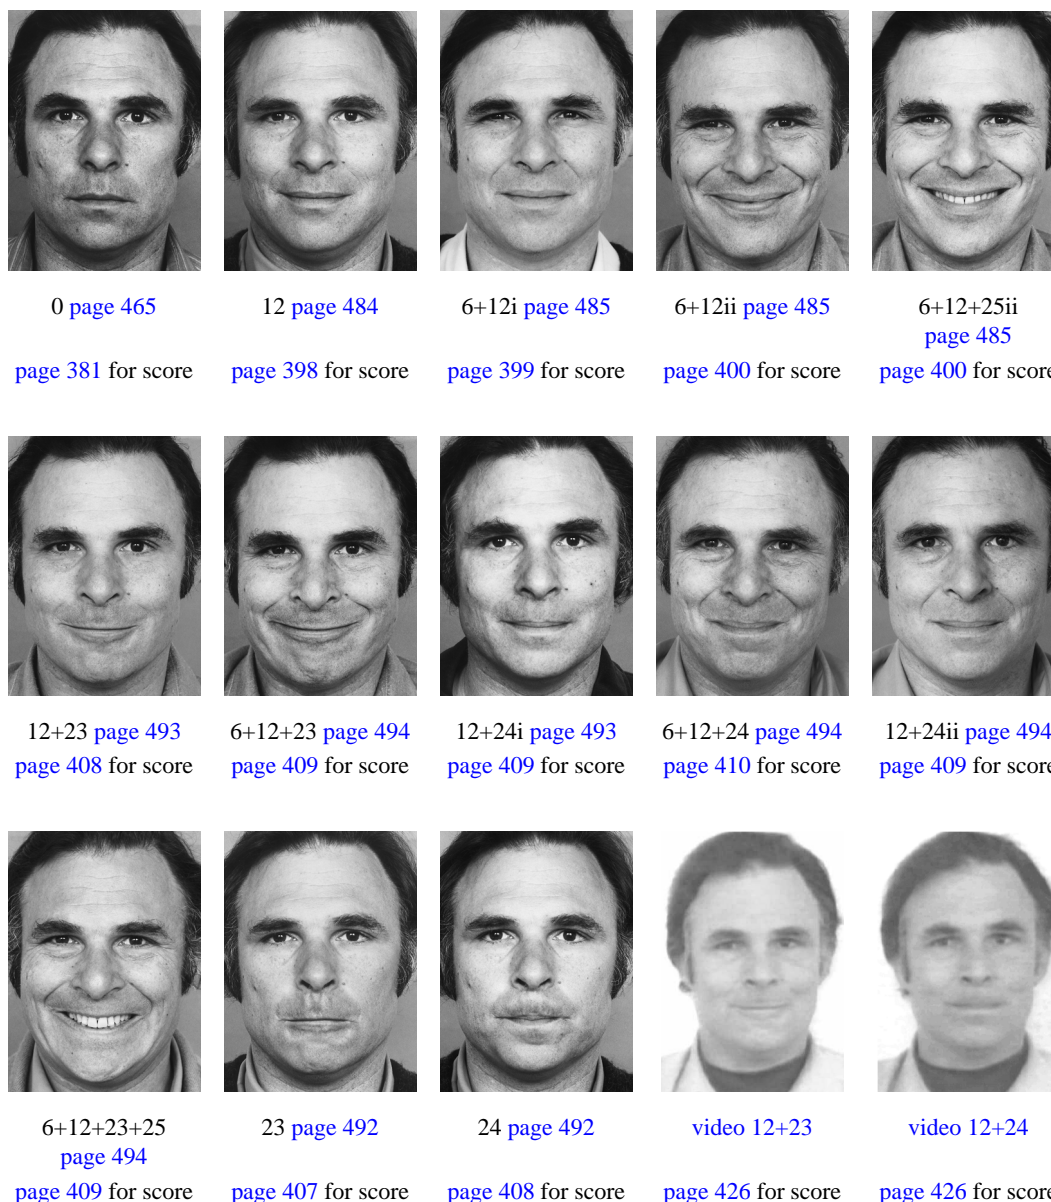 0 page 465
12 page 484
6+12i page 485
6+12ii page 485
6+12+25ii
page 485
page 381 for score
page 398 for score
page 399 for score
page 400 for score
page 400 for score
12+23 page 493
6+12+23 page 494
12+24i page 493
6+12+24 page 494
12+24ii page 494
page 408 for score
page 409 for score
page 409 for score
page 410 for score
page 409 for score
6+12+23+25
page 494
23 page 492
24 page 492
video 12+23
video 12+24
page 409 for score
page 407 for score
page 408 for score
page 426 for score
page 426 for score